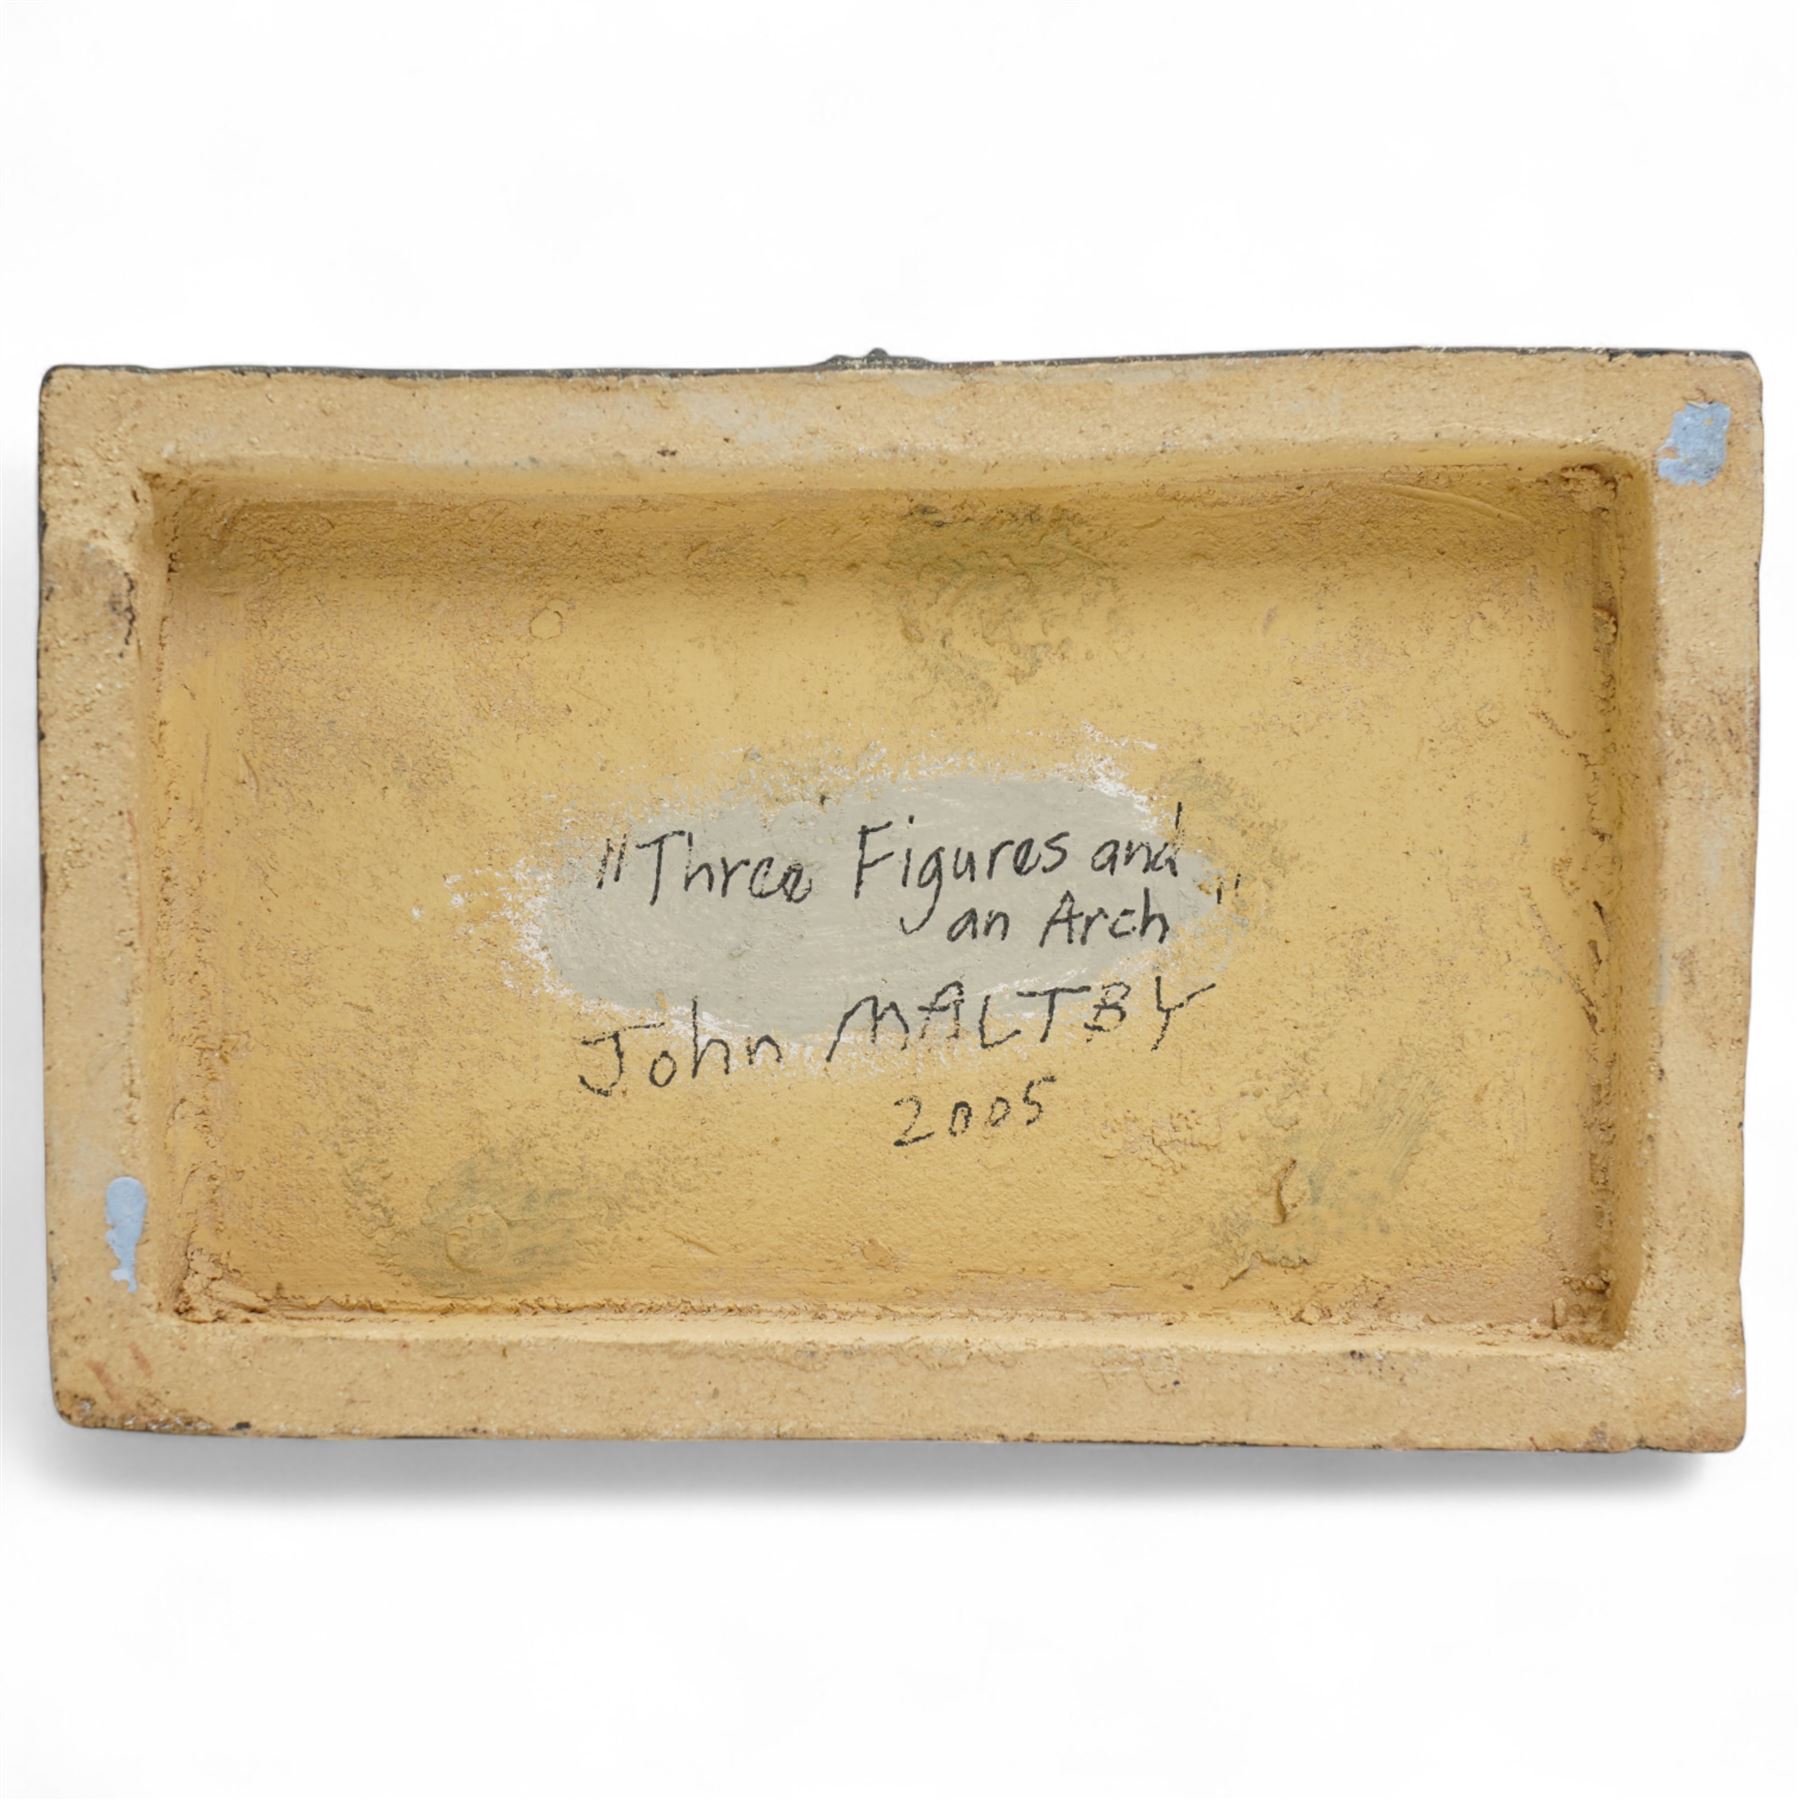 "Three Figures and
an Arch"
John MALTBY
2005